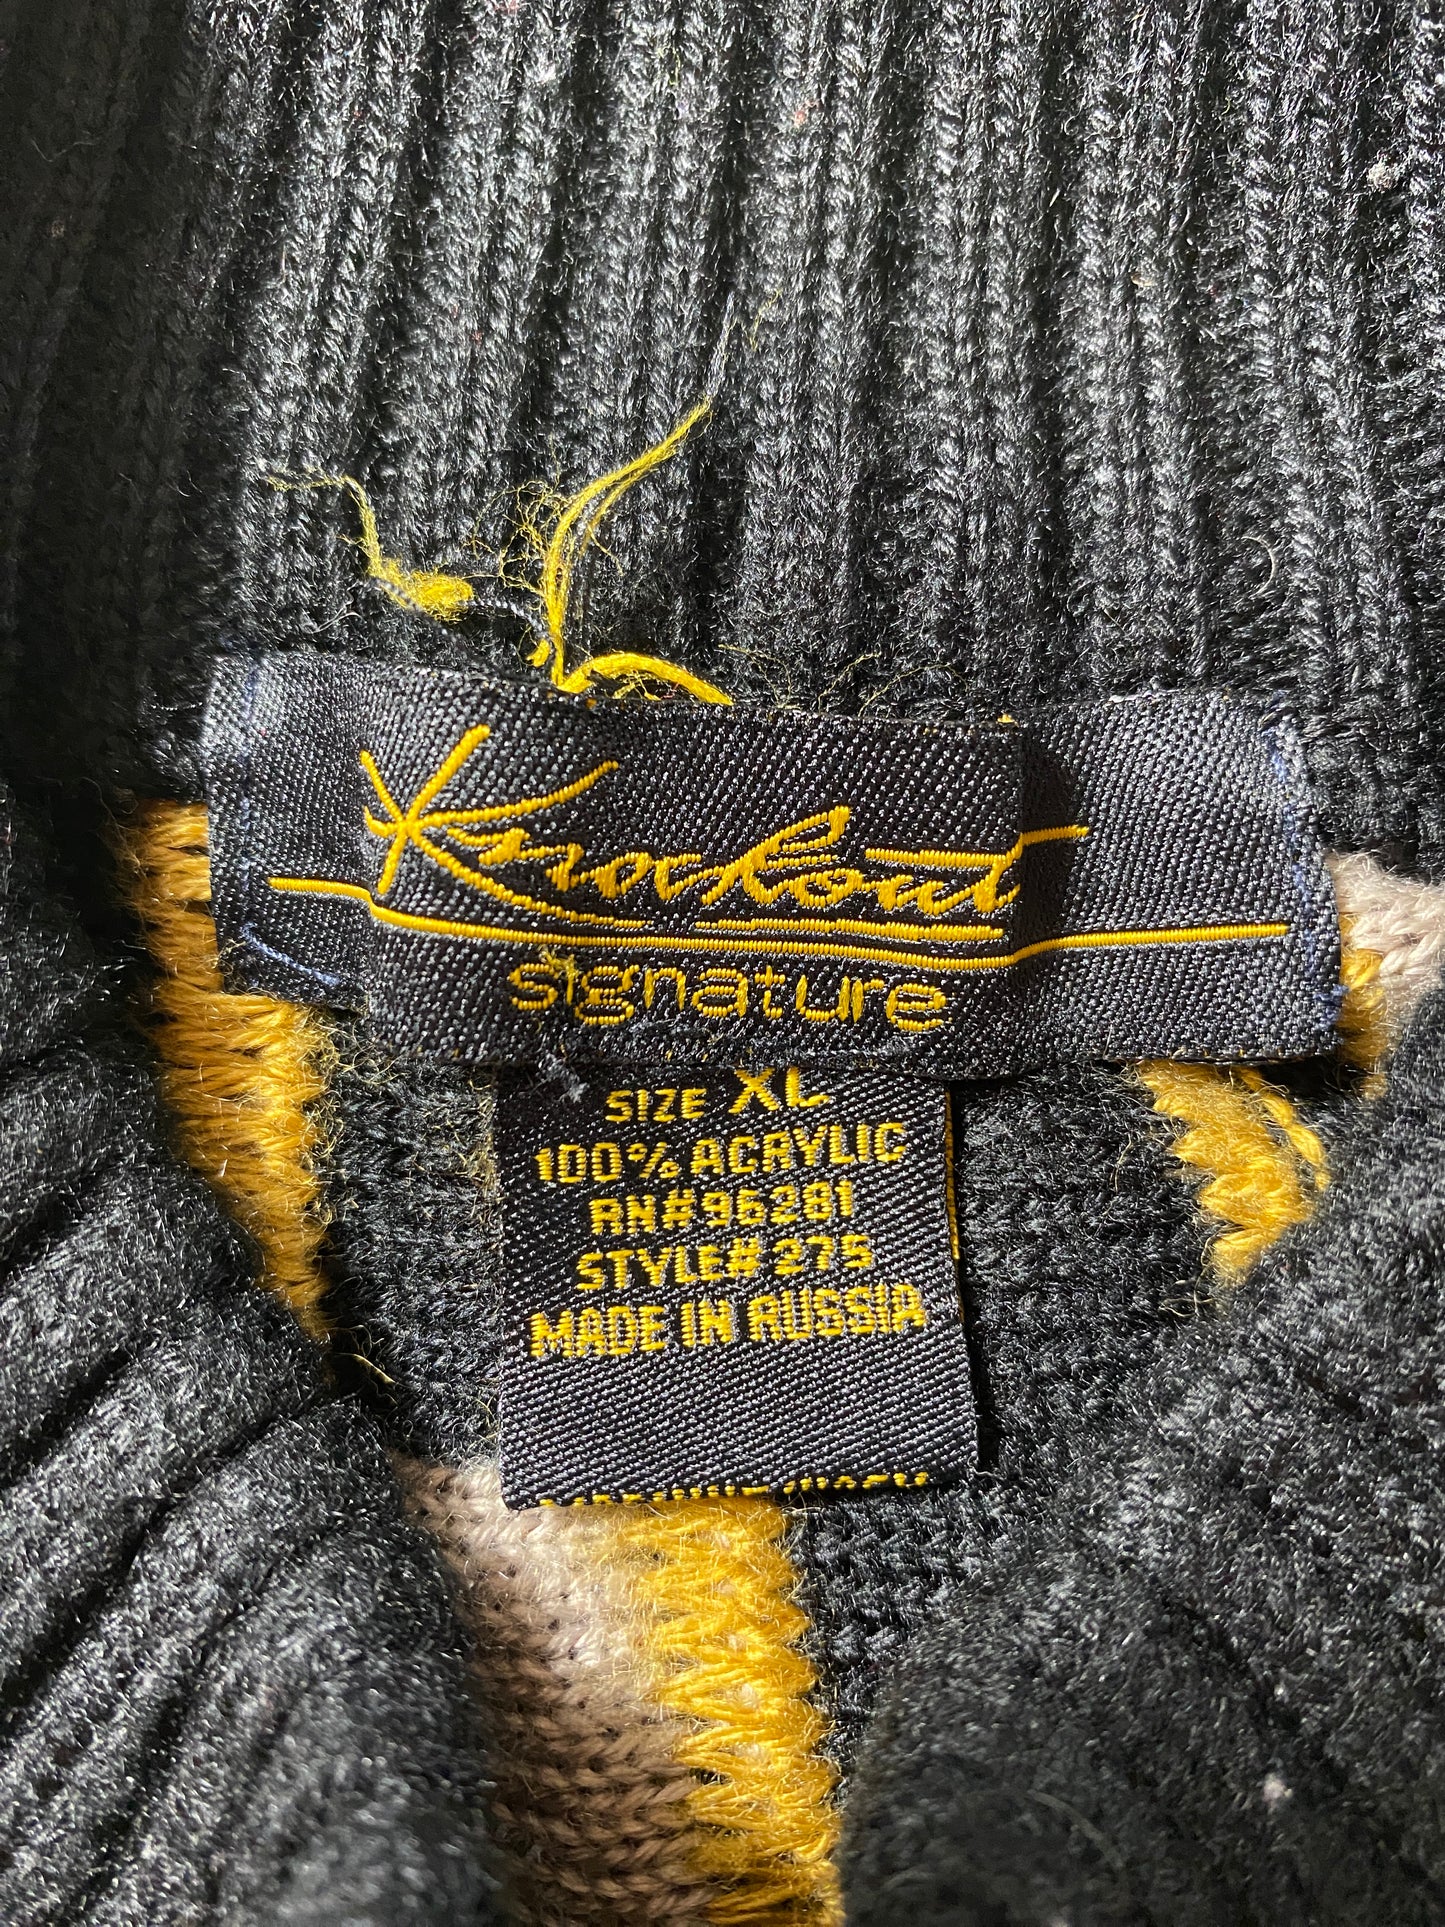 Knockout
signature
SIZE XL
100% ACRYLIC
RN#96281
STYLE# 275
MADE IN RUSSIA